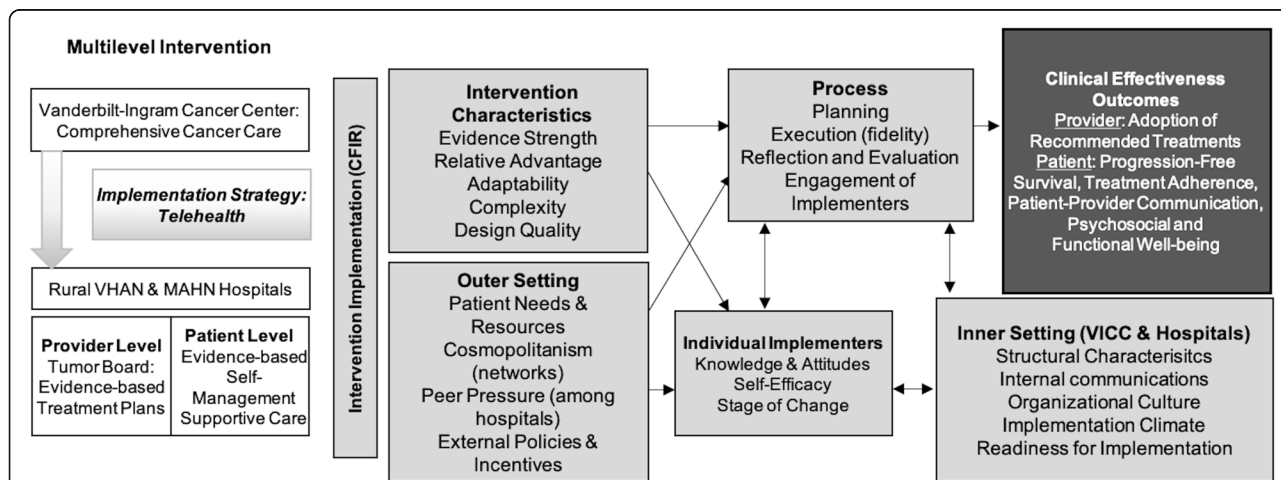 Multilevel Intervention
Vanderbilt-Ingram Cancer Center:
Comprehensive Cancer Care
Implementation Strategy:
Telehealth
Rural VHAN & MAHN Hospitals
Provider Level
Tumor Board:
Evidence-based
Treatment Plans
Patient Level
Evidence-based
Self-
Management
Supportive Care
Intervention Implementation (CFIR)
Intervention
Characteristics
Evidence Strength
Relative Advantage
Adaptability
Complexity
Design Quality
Outer Setting
Patient Needs &
Resources
Cosmopolitanism
(networks)
Peer Pressure (among
hospitals)
External Policies &
Incentives
Process
Planning
Execution (fidelity)
Reflection and Evaluation
Engagement of
Implementers
Individual Implementers
Knowledge & Attitudes
Self-Efficacy
Stage of Change
Clinical Effectiveness
Outcomes
Provider: Adoption of
Recommended Treatments
Patient: Progression-Free
Survival, Treatment Adherence,
Patient-Provider Communication,
Psychosocial and
Functional Well-being
Inner Setting (VICC & Hospitals)
Structural Characterisitcs
Internal communications
Organizational Culture
Implementation Climate
Readiness for Implementation